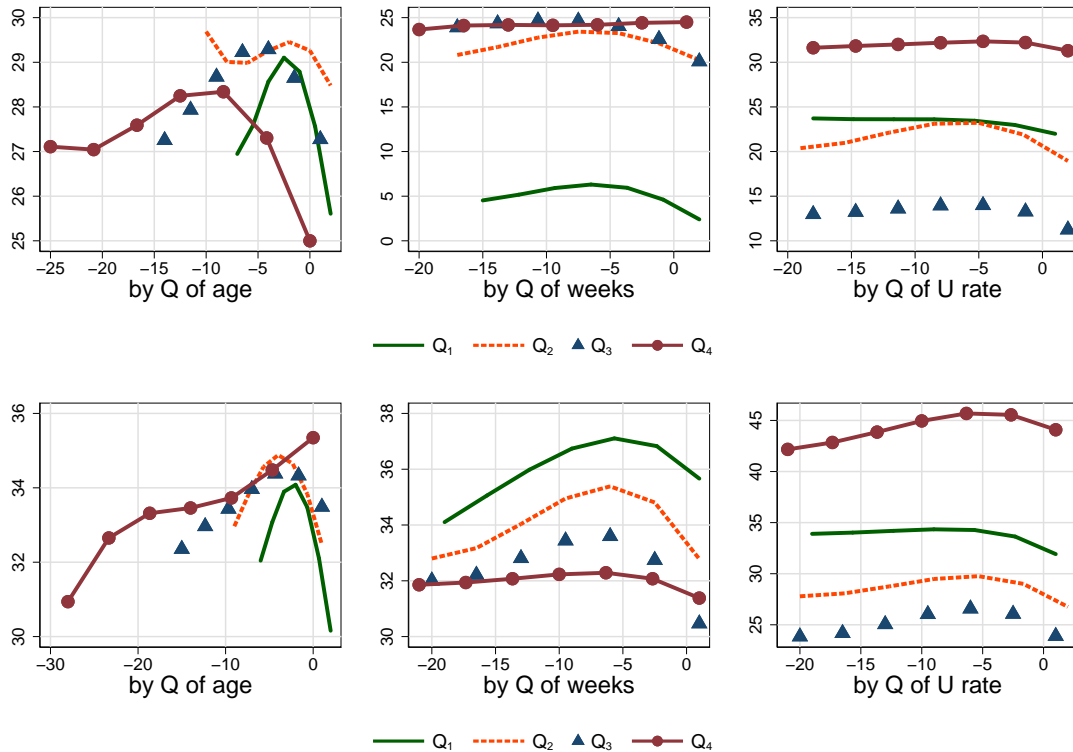 25 26 27 28 29 30
−25 −20 −15 −10 −5 0
by Q of age
0 5 10 15 20 25
−20 −15 −10 −5 0
by Q of weeks
10 15 20 25 30 35
−20 −15 −10 −5 0
by Q of U rate
Q₁ Q₂ Q₃ Q₄
30 32 34 36
−30 −20 −10 0
by Q of age
30 32 34 36 38
−20 −15 −10 −5 0
by Q of weeks
25 30 35 40 45
−20 −15 −10 −5 0
by Q of U rate
Q₁ Q₂ Q₃ Q₄